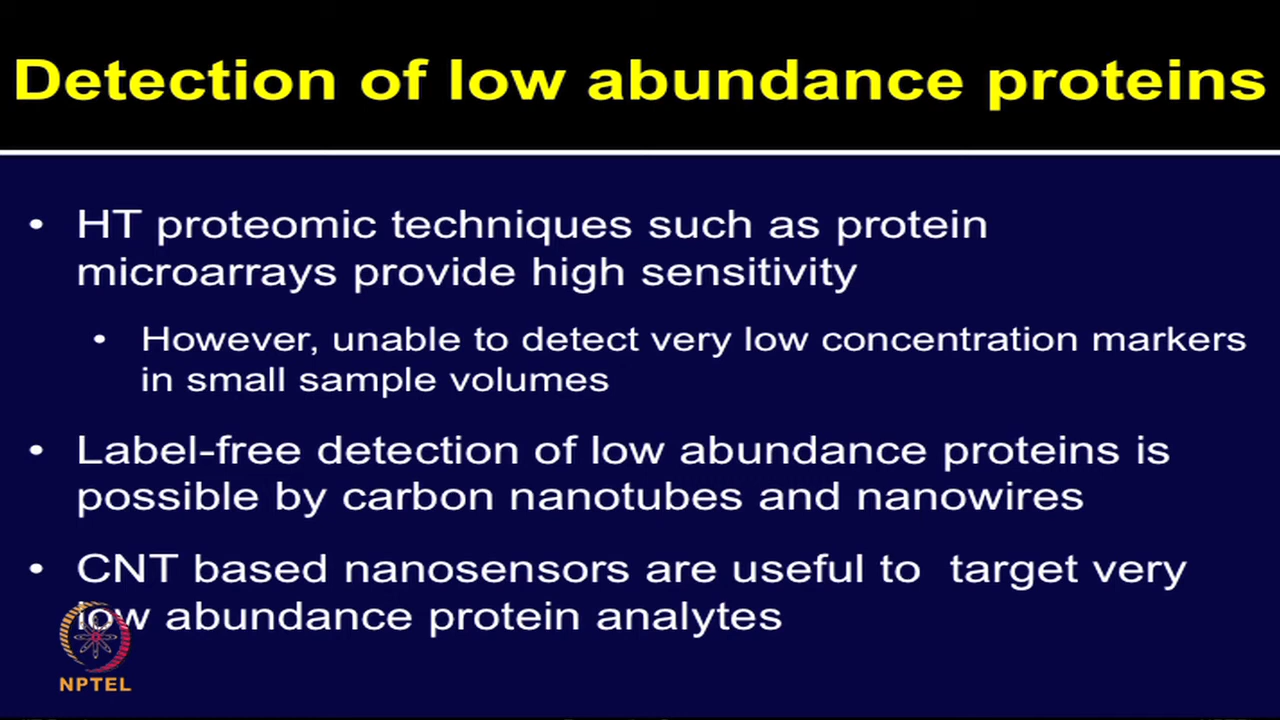 Detection of low abundance proteins
• HT proteomic techniques such as protein
microarrays provide high sensitivity
• However, unable to detect very low concentration markers
in small sample volumes
• Label-free detection of low abundance proteins is
possible by carbon nanotubes and nanowires
• CNT based nanosensors are useful to target very
low abundance protein analytes
NPTEL